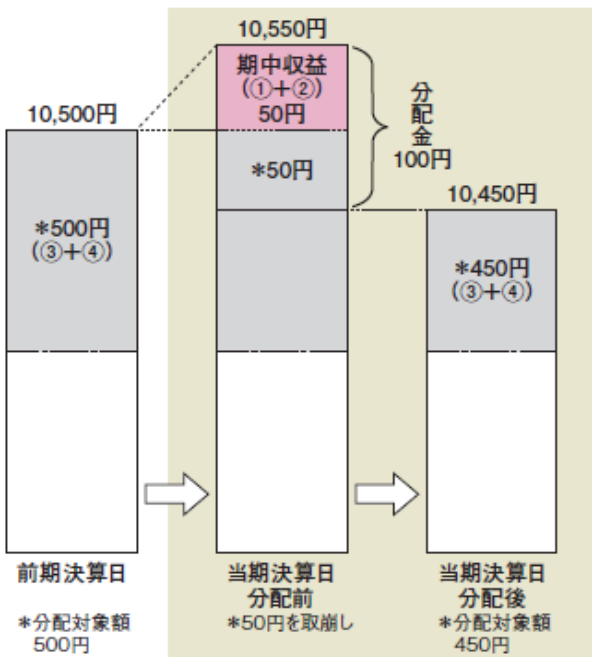 10,500円
*500円
(③+④)
前期決算日
*分配対象額
500円
10,550円
期中収益
(①+②)
50円
*50円
分配金
100円
当期決算日
分配前
*50円を取崩し
10,450円
*450円
(③+④)
当期決算日
分配後
*分配対象額
450円